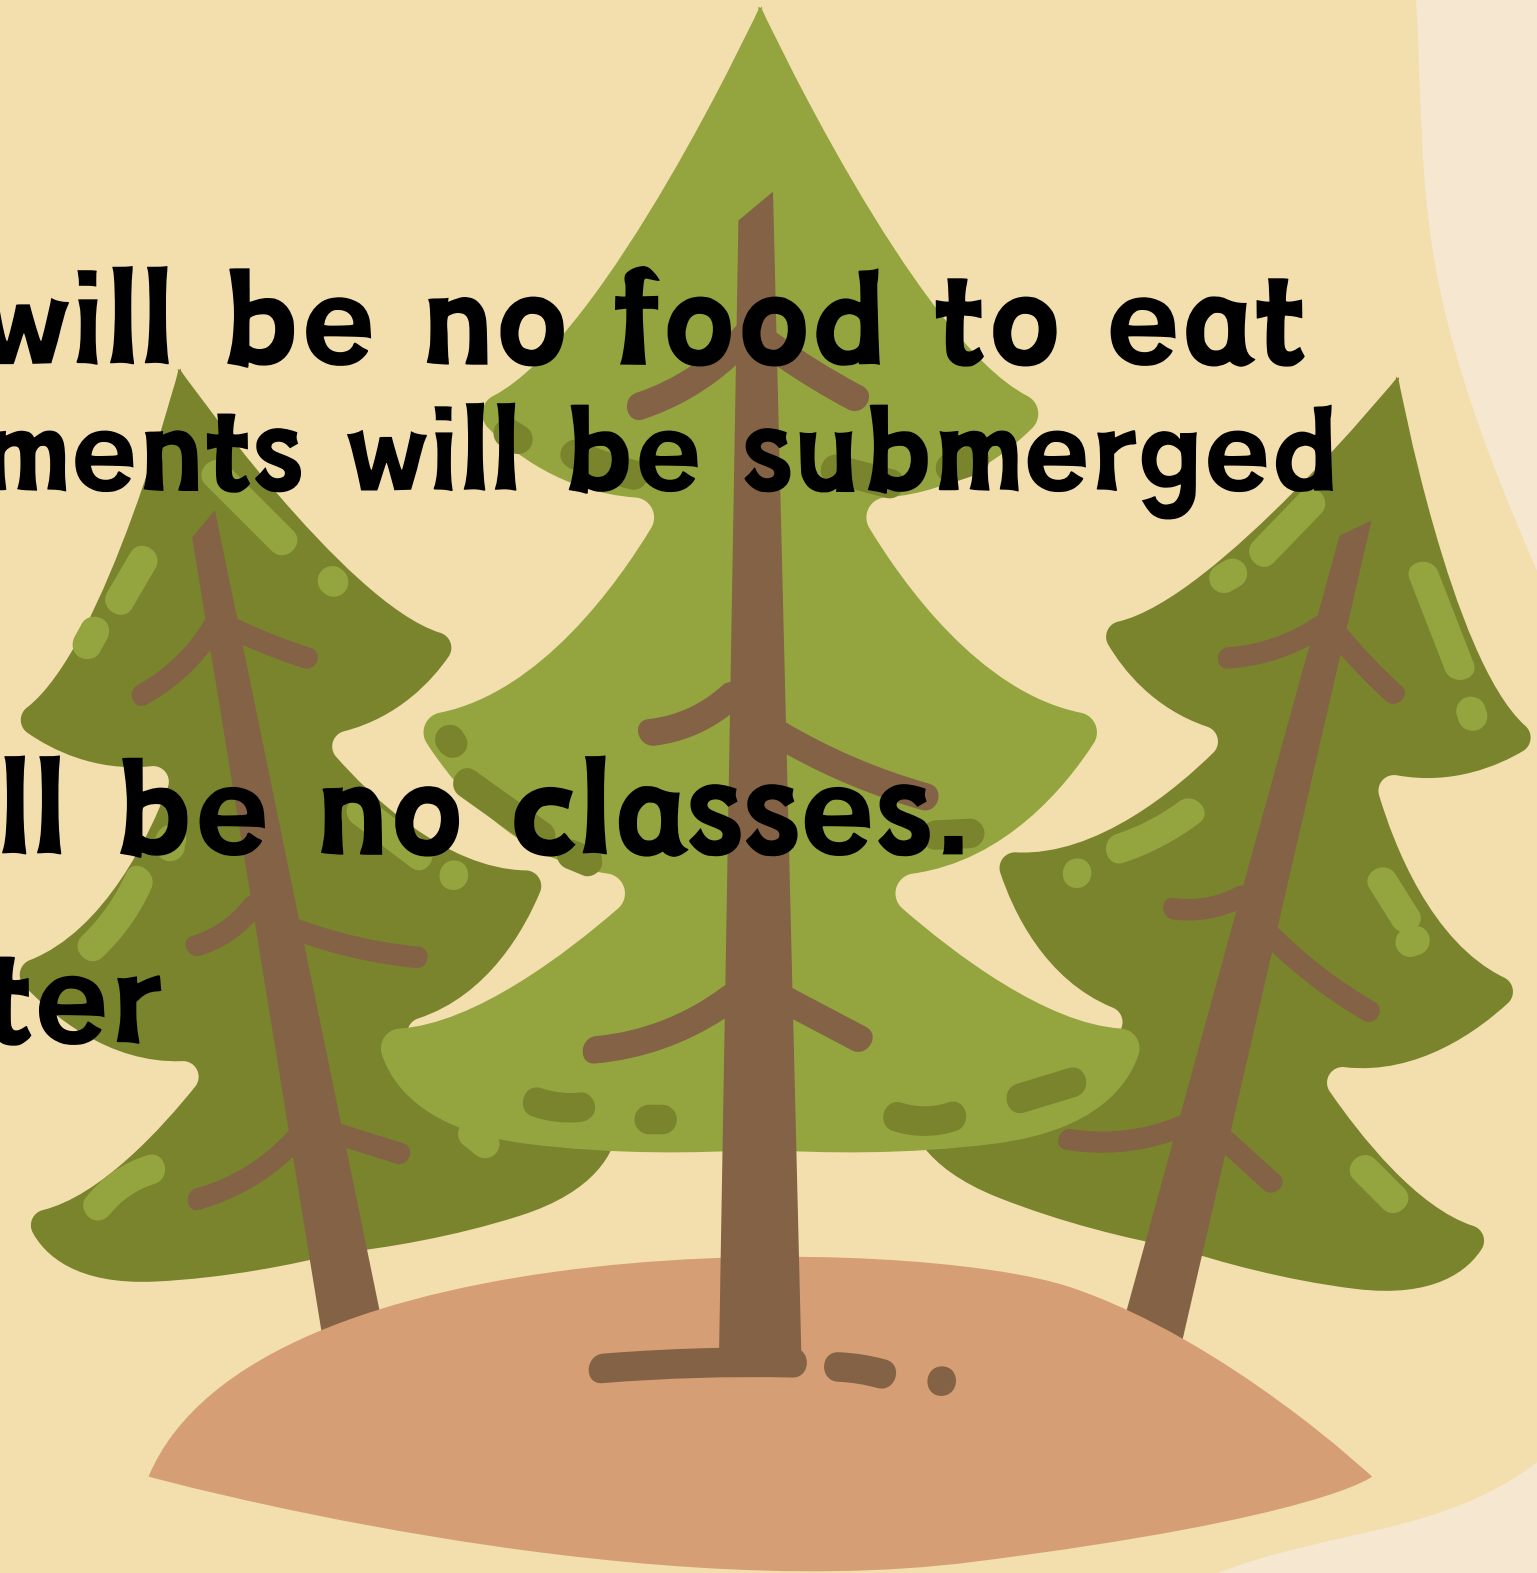 will be no food to eat
ments will be submerged
ll be no classes.
ter